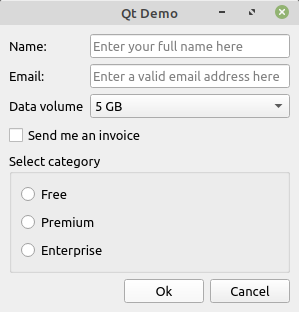 Qt Demo
Name: Enter your full name here
Email: Enter a valid email address here
Data volume 5 GB
Send me an invoice
Select category
Free
Premium
Enterprise
Ok Cancel